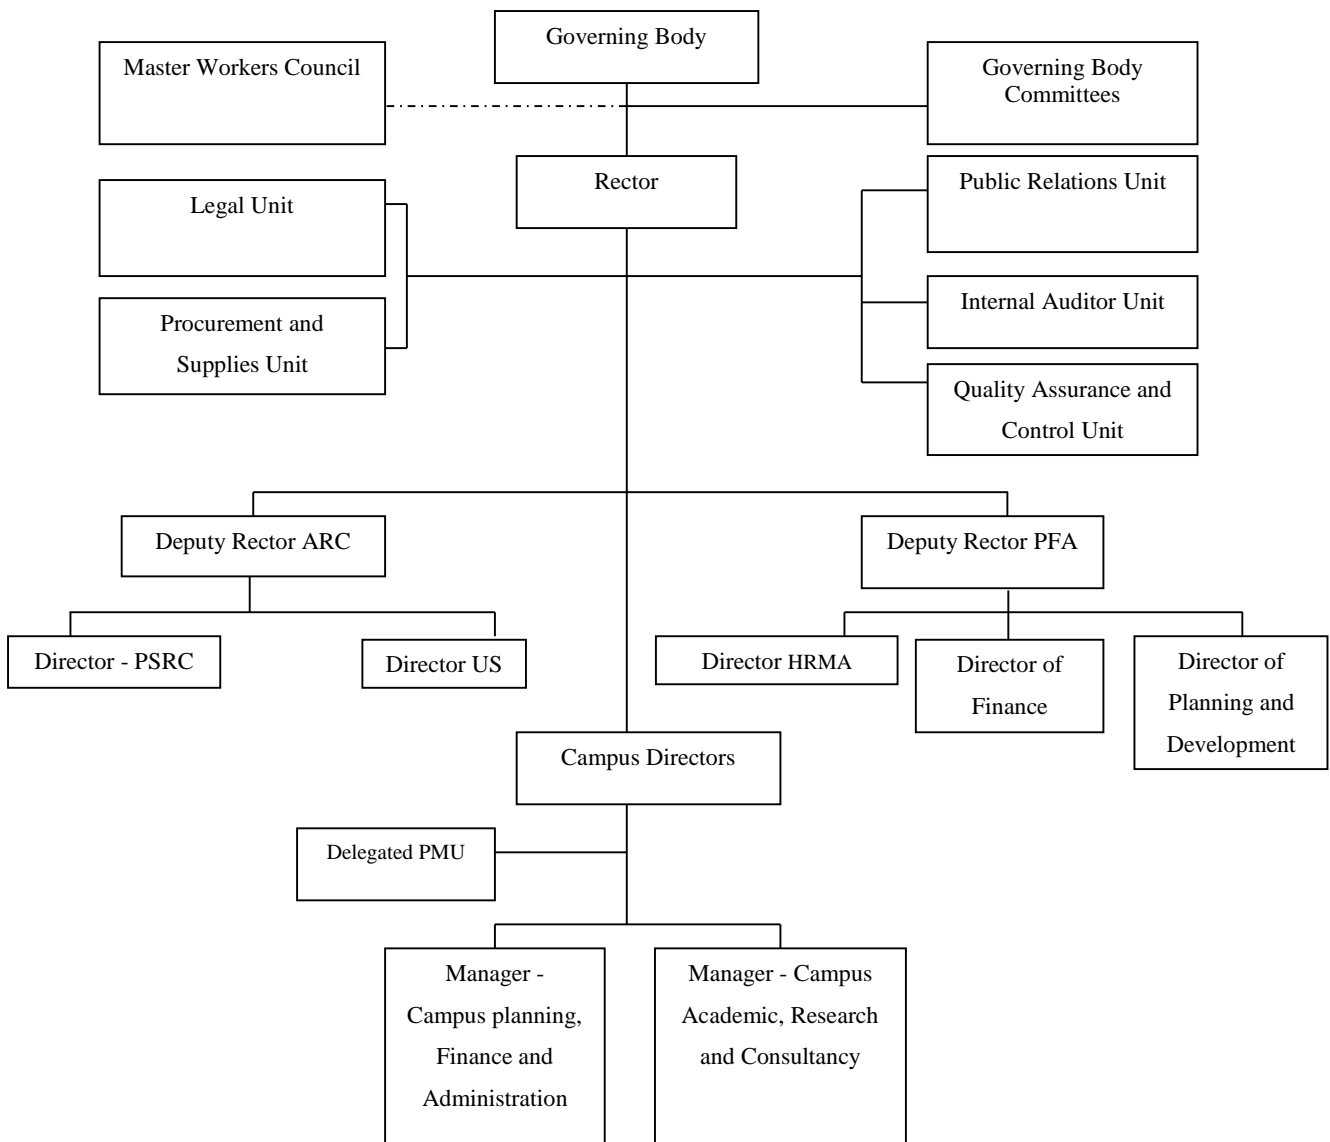 Governing Body
Master Workers Council
Governing Body
Committees
Rector
Public Relations Unit
Legal Unit
Internal Auditor Unit
Procurement and
Supplies Unit
Quality Assurance and
Control Unit
Deputy Rector ARC
Deputy Rector PFA
Director - PSRC
Director US
Director HRMA
Director of
Finance
Director of
Planning and
Development
Campus Directors
Delegated PMU
Manager -
Campus planning,
Finance and
Administration
Manager - Campus
Academic, Research
and Consultancy